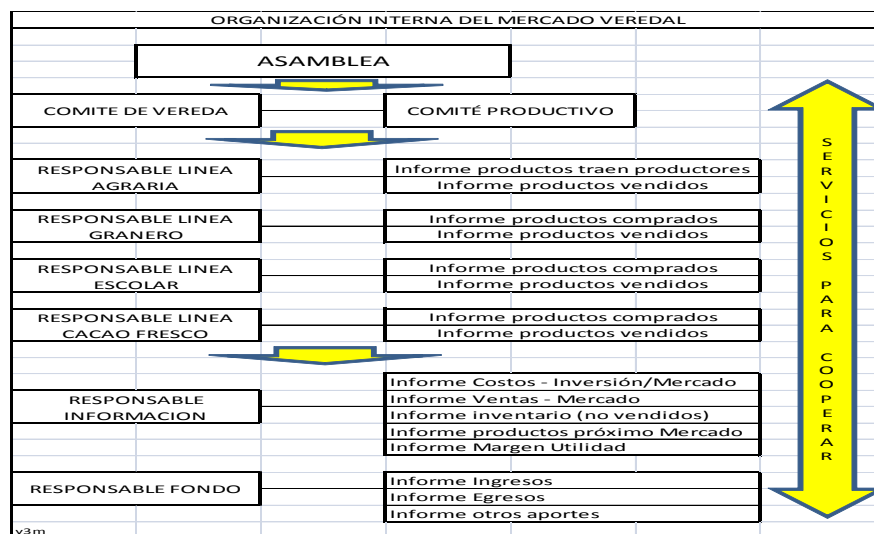 ORGANIZACIÓN INTERNA DEL MERCADO VEREDAL
ASAMBLEA
COMITE DE VEREDA
COMITÉ PRODUCTIVO
RESPONSABLE LINEA
AGRARIA
Informe productos traen productores
Informe productos vendidos
RESPONSABLE LINEA
GRANERO
Informe productos comprados
Informe productos vendidos
RESPONSABLE LINEA
ESCOLAR
Informe productos comprados
Informe productos vendidos
RESPONSABLE LINEA
CACAO FRESCO
Informe productos comprados
Informe productos vendidos
RESPONSABLE
INFORMACION
Informe Costos - Inversión/Mercado
Informe Ventas - Mercado
Informe inventario (no vendidos)
Informe productos próximo Mercado
Informe Margen Utilidad
RESPONSABLE FONDO
Informe Ingresos
Informe Egresos
Informe otros aportes
SERVICIOS PARA COOPERAR
v3m